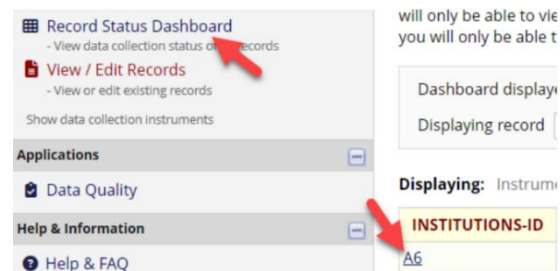 Record Status Dashboard
- View data collection status of records
View / Edit Records
- View or edit existing records
Show data collection instruments
Applications
Data Quality
Help & Information
Help & FAQ
will only be able to vie
you will only be able t
Dashboard display
Displaying record
Displaying: Instrum
INSTITUTIONS-ID
A6